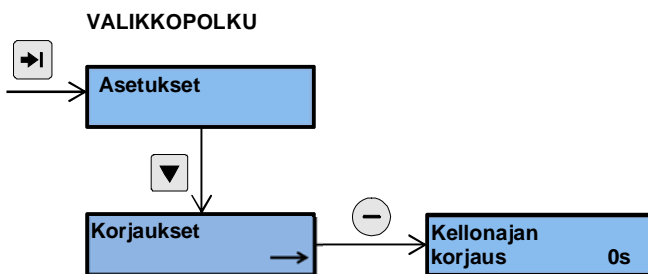 VALIKKOPOLKU
Asetukset
Korjaukset
Kellonajan
korjaus 0s